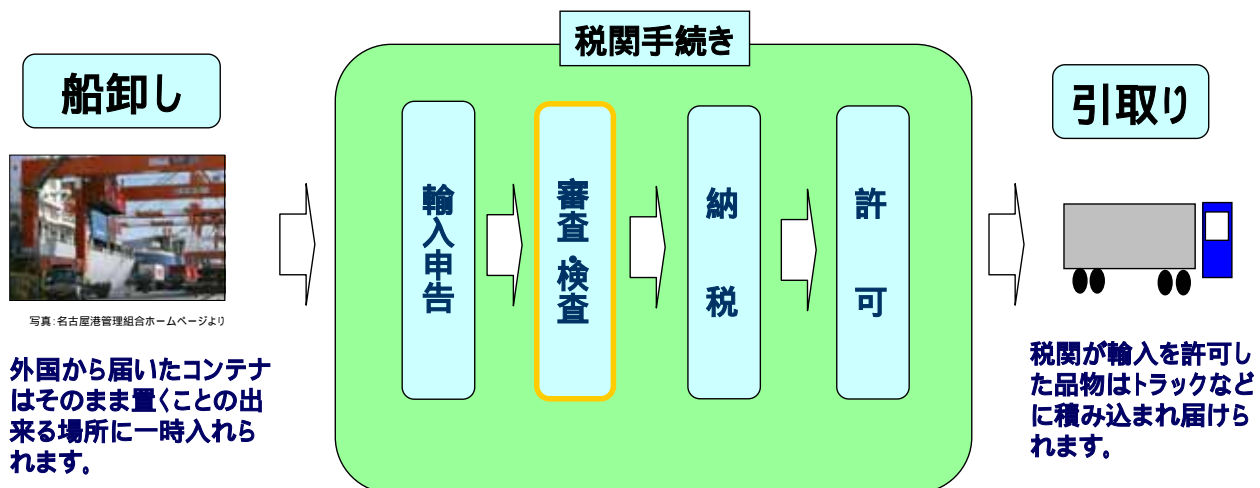 税関手続き
船卸し
写真:名古屋港管理組合ホームページより
外国から届いたコンテナ
はそのまま置くことの出
来る場所に一時入れら
れます。
輸入申告
審査・検査
納税
許可
引取り
税関が輸入を許可し
た品物はトラックなど
に積み込まれ届けら
れます。